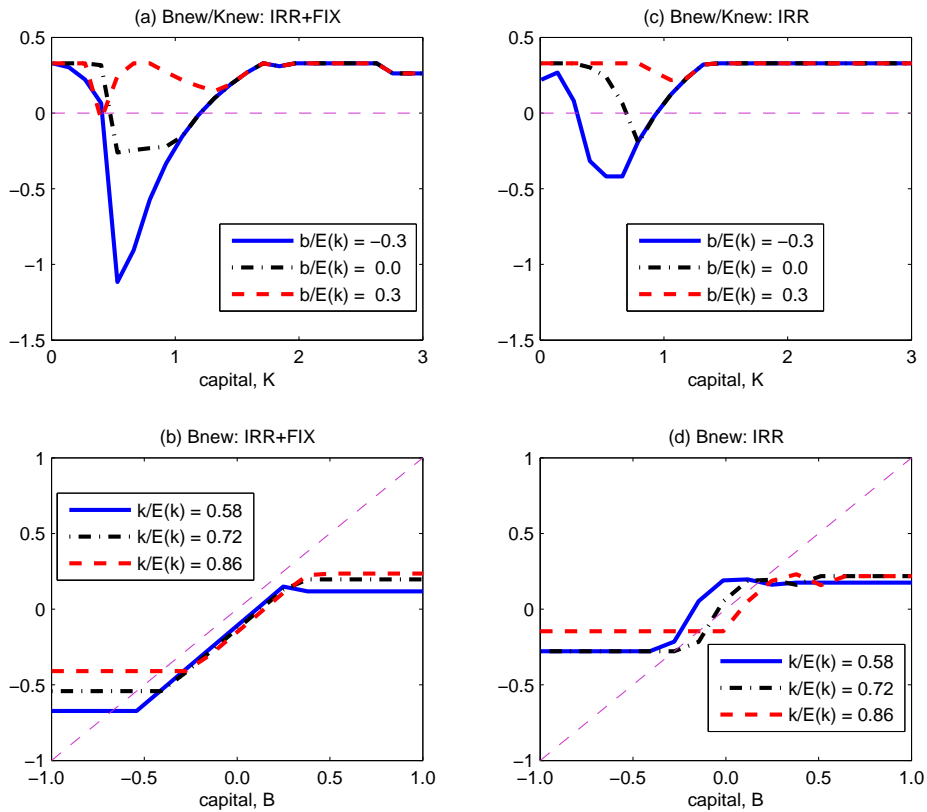 (a) Bnew/Knew: IRR+FIX
0.5
0
−0.5
−1
−1.5
0
1
2
3
b/E(k) = −0.3
b/E(k) = 0.0
b/E(k) = 0.3
capital, K
(c) Bnew/Knew: IRR
0.5
0
−0.5
−1
−1.5
0
1
2
3
b/E(k) = −0.3
b/E(k) = 0.0
b/E(k) = 0.3
capital, K
(b) Bnew: IRR+FIX
1
0.5
0
−0.5
−1
−1.0
−0.5
0.0
0.5
1.0
k/E(k) = 0.58
k/E(k) = 0.72
k/E(k) = 0.86
capital, B
(d) Bnew: IRR
1
0.5
0
−0.5
−1
−1.0
−0.5
0.0
0.5
1.0
k/E(k) = 0.58
k/E(k) = 0.72
k/E(k) = 0.86
capital, B